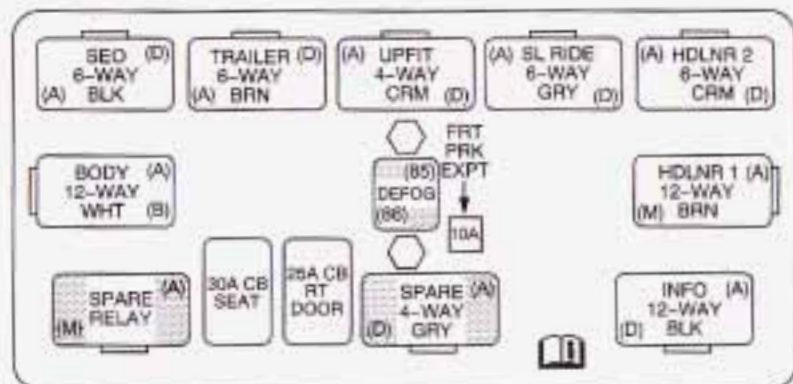 SEO (D)
6-WAY
(A) BLK
TRAILER (D)
6-WAY
(A) BRN
(A) UPFIT
4-WAY
CRM (D)
(A) SL RIDE
6-WAY
GRY (D)
(A) HDLNR 2
6-WAY
CRM (D)
BODY (A)
12-WAY
WHT (B)
(85)
DEFOG
(86)
FRT
PRK
EXPT
10A
HDLNR 1 (A)
12-WAY
(M) BRN
SPARE (A)
RELAY
(M)
30A CB
SEAT
25A CB
RT
DOOR
SPARE (A)
4-WAY
(D) GRY
INFO (A)
12-WAY
(D) BLK